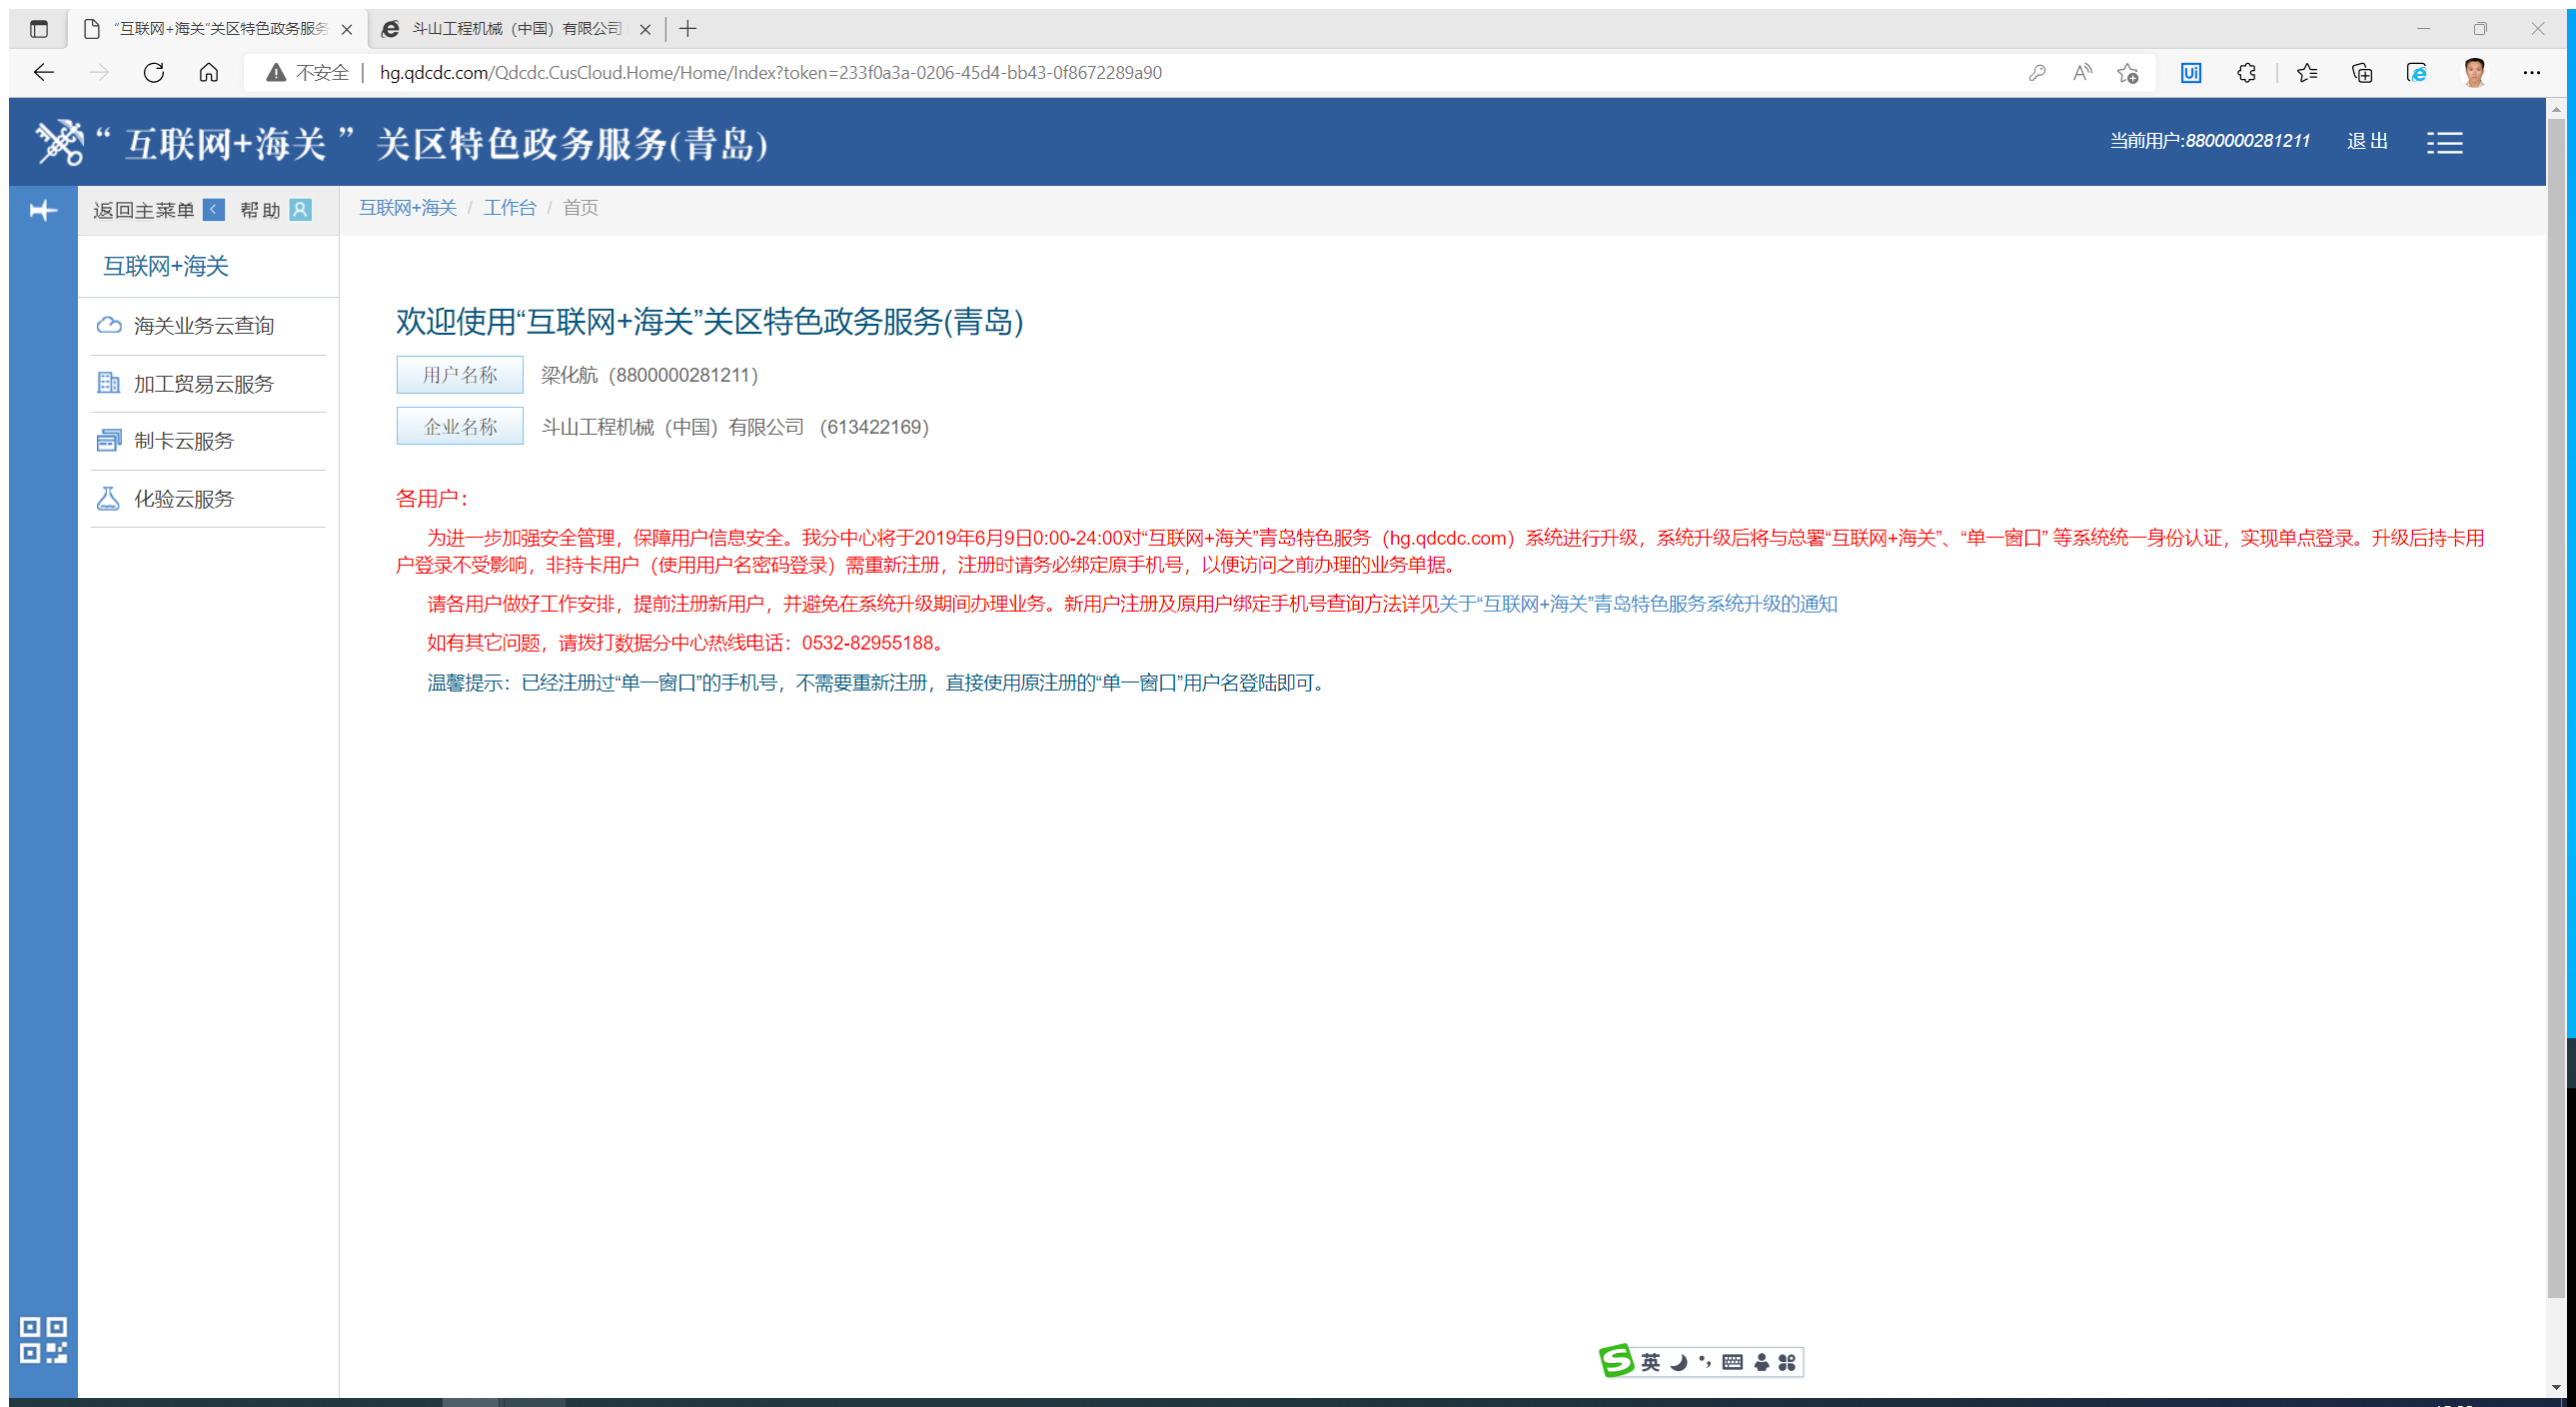 “互联网+海关”关区特色政务服务
斗山工程机械（中国）有限公司
不安全
hg.qdcdc.com/Qdcdc.CusCloud.Home/Home/Index?token=233f0a3a-0206-45d4-bb43-0f8672289a90
“互联网+海关”关区特色政务服务(青岛)
当前用户:8800000281211
退出
返回主菜单
帮助
互联网+海关 / 工作台 / 首页
互联网+海关
海关业务云查询
加工贸易云服务
制卡云服务
化验云服务
欢迎使用“互联网+海关”关区特色政务服务(青岛)
用户名称 梁化航（8800000281211）
企业名称 斗山工程机械（中国）有限公司 （613422169）
各用户：
为进一步加强安全管理，保障用户信息安全。我分中心将于2019年6月9日0:00-24:00对“互联网+海关”青岛特色服务（hg.qdcdc.com）系统进行升级，系统升级后将与总署“互联网+海关”、“单一窗口” 等系统统一身份认证，实现单点登录。升级后持卡用
户登录不受影响，非持卡用户（使用用户名密码登录）需重新注册，注册时请务必绑定原手机号，以便访问之前办理的业务单据。
请各用户做好工作安排，提前注册新用户，并避免在系统升级期间办理业务。新用户注册及原用户绑定手机号查询方法详见关于“互联网+海关”青岛特色服务系统升级的通知
如有其它问题，请拨打数据分中心热线电话：0532-82955188。
温馨提示：已经注册过“单一窗口”的手机号，不需要重新注册，直接使用原注册的“单一窗口”用户名登陆即可。
英